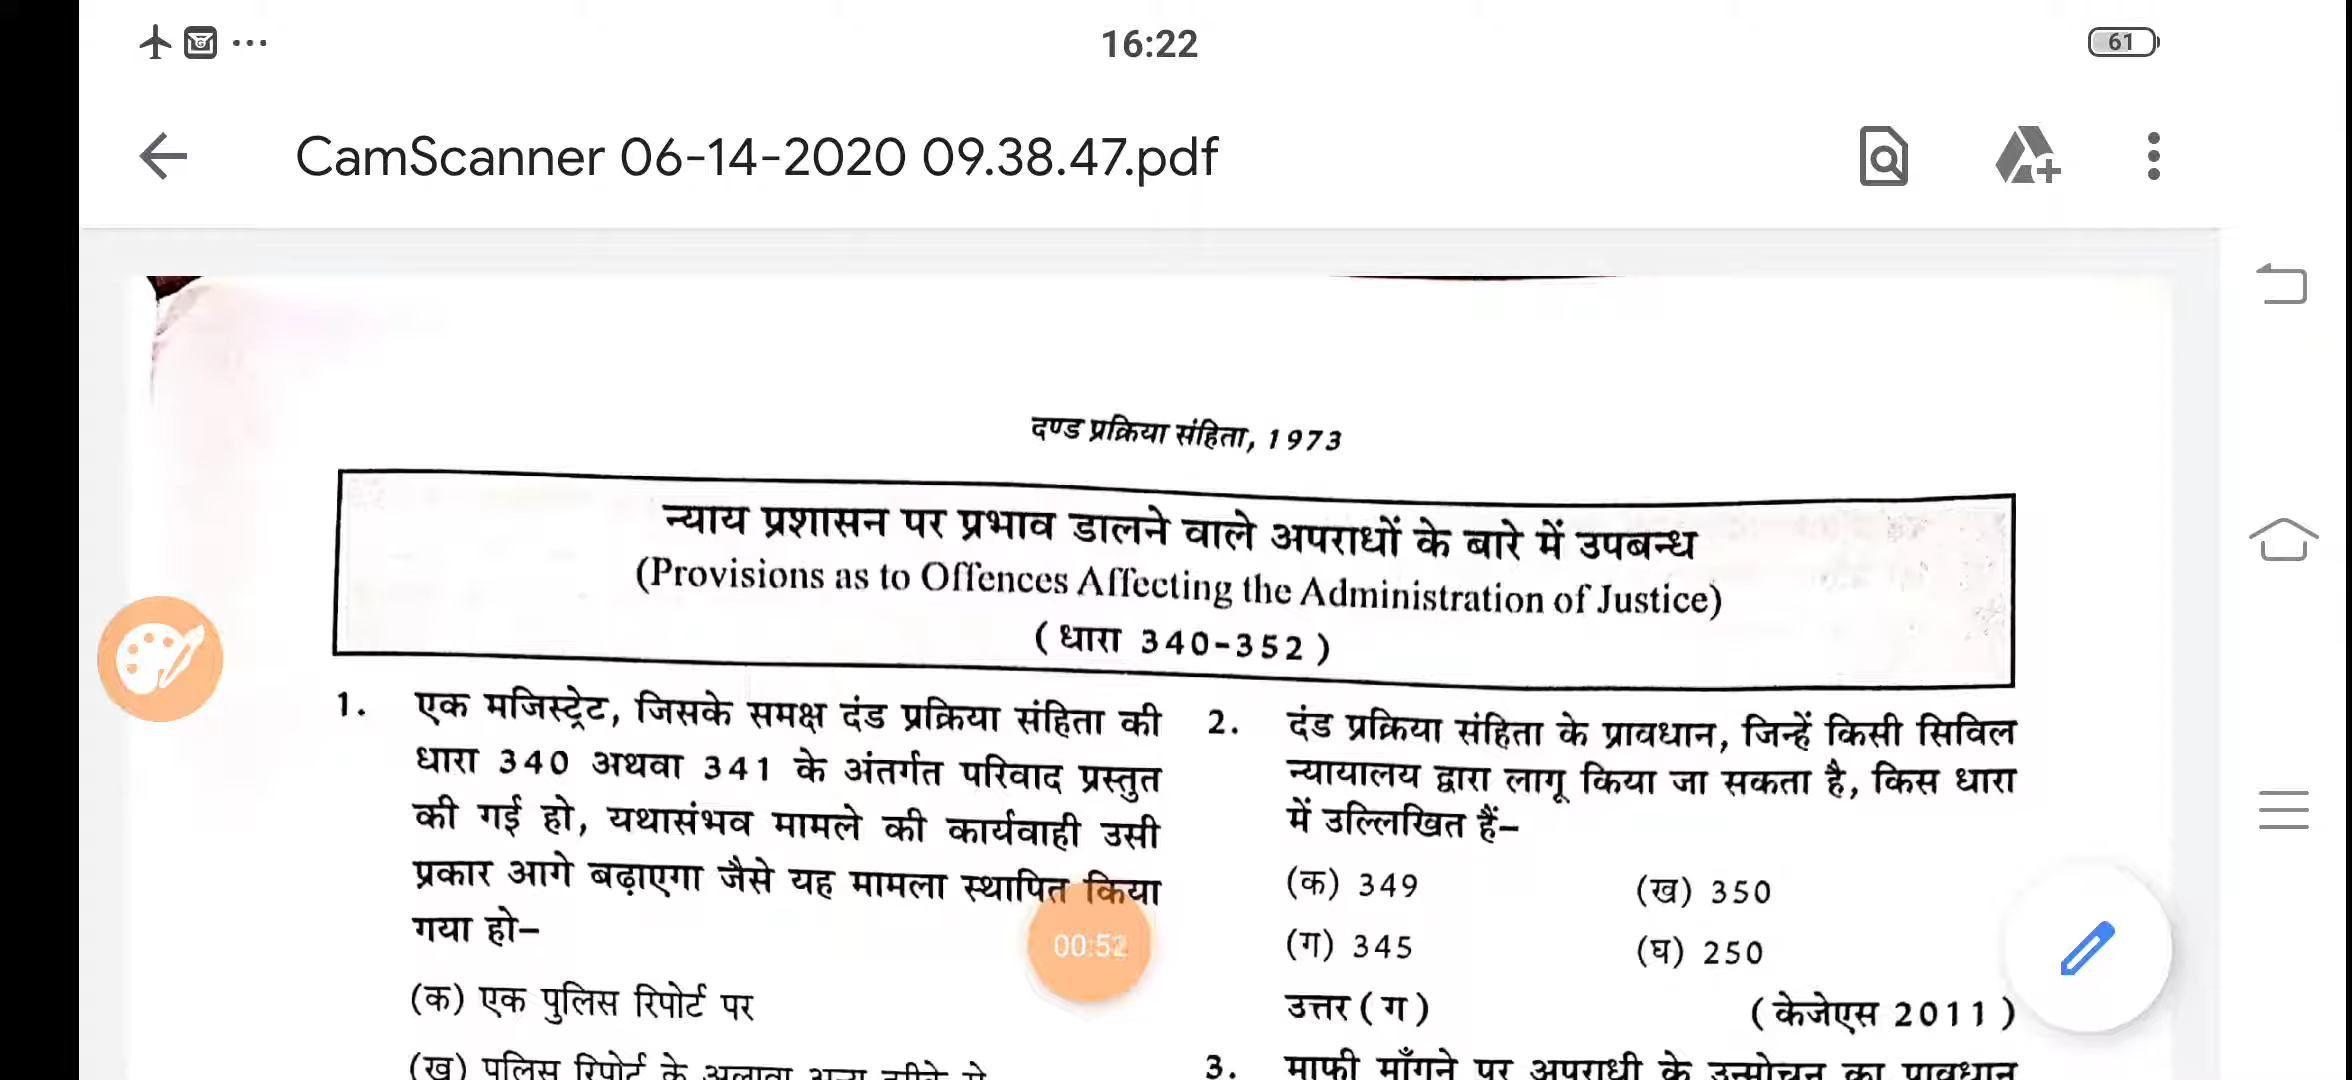 16:22
61
CamScanner 06-14-2020 09.38.47.pdf
दण्ड प्रक्रिया संहिता, 1973
न्याय प्रशासन पर प्रभाव डालने वाले अपराधों के बारे में उपबन्ध
(Provisions as to Offences Affecting the Administration of Justice)
( धारा 340-352 )
1. एक मजिस्ट्रेट, जिसके समक्ष दंड प्रक्रिया संहिता की
धारा 340 अथवा 341 के अंतर्गत परिवाद प्रस्तुत
की गई हो, यथासंभव मामले की कार्यवाही उसी
प्रकार आगे बढ़ाएगा जैसे यह मामला स्थापित किया
गया हो–
00:52
(क) एक पुलिस रिपोर्ट पर
(ख) पुलिस रिपोर्ट के अलावा अन्य तरीके से
2. दंड प्रक्रिया संहिता के प्रावधान, जिन्हें किसी सिविल
न्यायालय द्वारा लागू किया जा सकता है, किस धारा
में उल्लिखित हैं–
(क) 349 (ख) 350
(ग) 345 (घ) 250
उत्तर ( ग ) ( केजेएस 2011 )
3. माफी माँगने पर अपराधी के उन्मोचन का प्रावधान